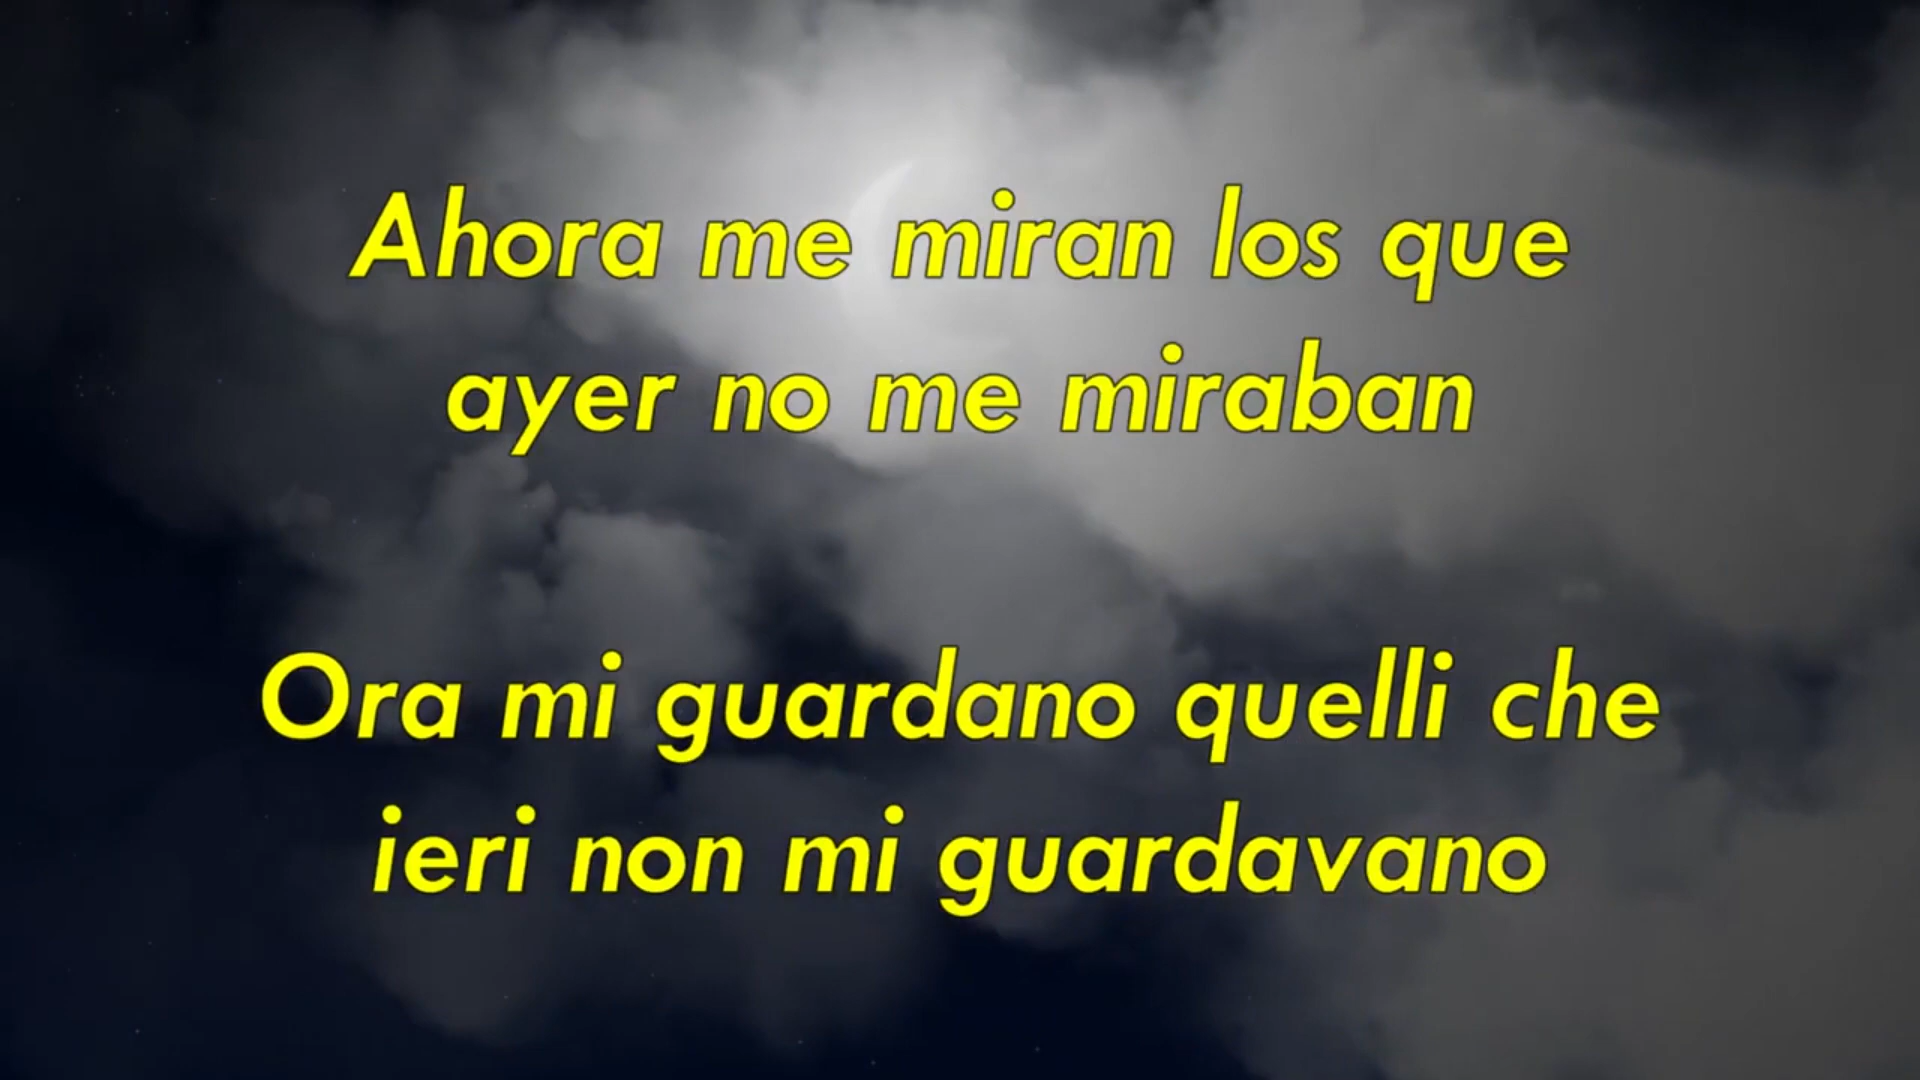 Ahora me miran los que
ayer no me miraban
Ora mi guardano quelli che
ieri non mi guardavano